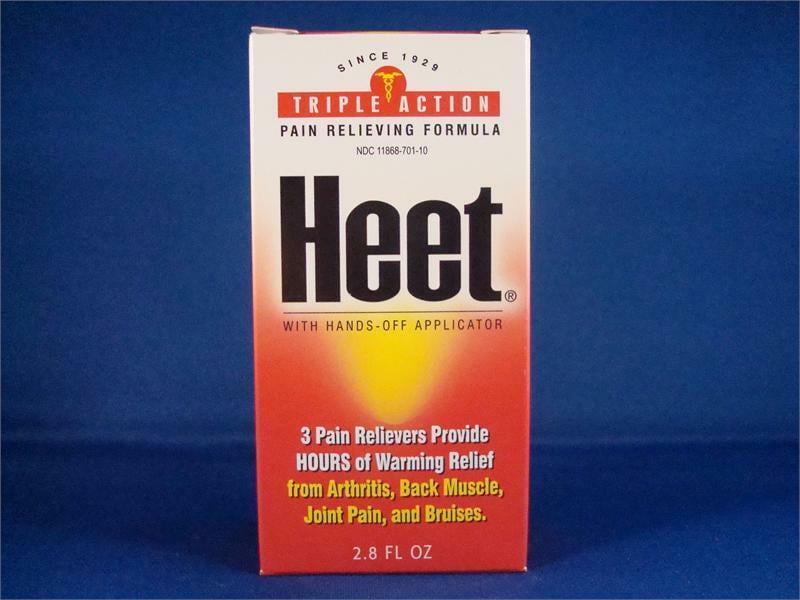 SINCE 1929
TRIPLE ACTION
PAIN RELIEVING FORMULA
NDC 11868-701-10
Heet®
WITH HANDS-OFF APPLICATOR
3 Pain Relievers Provide
HOURS of Warming Relief
from Arthritis, Back Muscle,
Joint Pain, and Bruises.
2.8 FL OZ